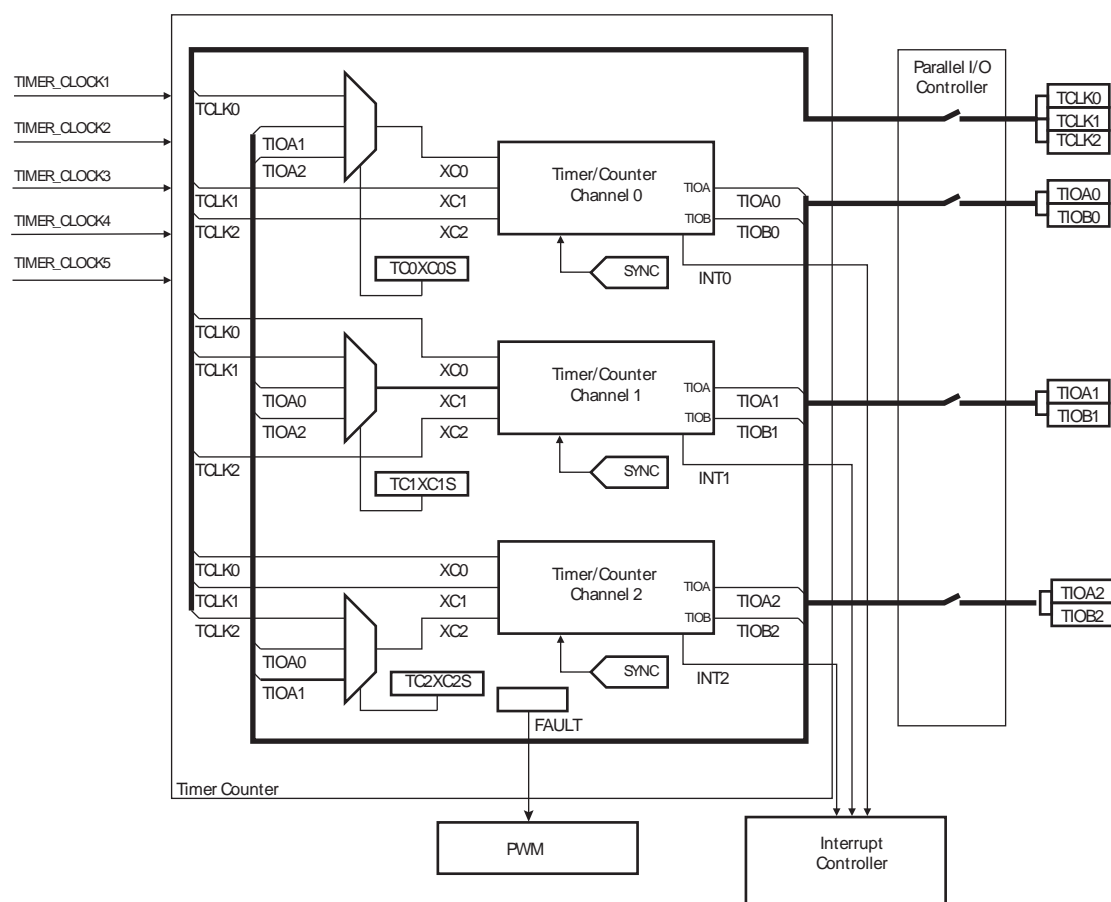 TIMER_CLOCK1
TIMER_CLOCK2
TIMER_CLOCK3
TIMER_CLOCK4
TIMER_CLOCK5
TCLK0
TIOA1
TIOA2
TCLK1
TCLK2
XC0
XC1
XC2
TC0XC0S
Timer/Counter
Channel 0
TIOA
TIOB
TIOA0
TIOB0
SYNC
INT0
TCLK0
TCLK1
TIOA0
TIOA2
TCLK2
XC0
XC1
XC2
TC1XC1S
Timer/Counter
Channel 1
TIOA
TIOB
TIOA1
TIOB1
SYNC
INT1
TCLK0
TCLK1
TCLK2
TIOA0
TIOA1
XC0
XC1
XC2
TC2XC2S
Timer/Counter
Channel 2
TIOA
TIOB
TIOA2
TIOB2
SYNC
INT2
FAULT
Timer Counter
Parallel I/O
Controller
TCLK0
TCLK1
TCLK2
TIOA0
TIOB0
TIOA1
TIOB1
TIOA2
TIOB2
PWM
Interrupt
Controller